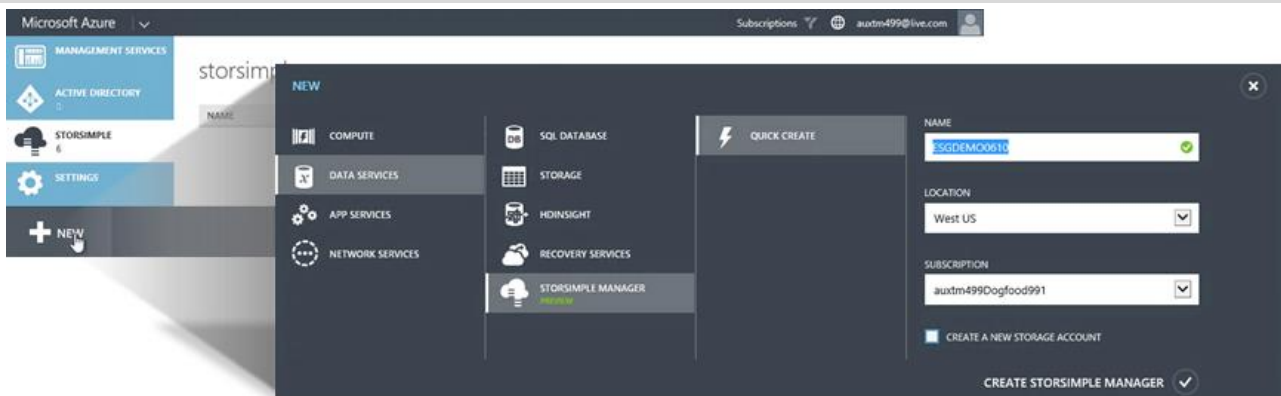 Microsoft Azure
Subscriptions auxtm499@live.com
MANAGEMENT SERVICES
ACTIVE DIRECTORY
0
STORSIMPLE
6
SETTINGS
NEW
storsimpl
NAME
NEW
COMPUTE
DATA SERVICES
APP SERVICES
NETWORK SERVICES
SQL DATABASE
STORAGE
HDINSIGHT
RECOVERY SERVICES
STORSIMPLE MANAGER
PREVIEW
QUICK CREATE
NAME
ESGDEMO0610
LOCATION
West US
SUBSCRIPTION
auxtm499Dogfood991
CREATE A NEW STORAGE ACCOUNT
CREATE STORSIMPLE MANAGER